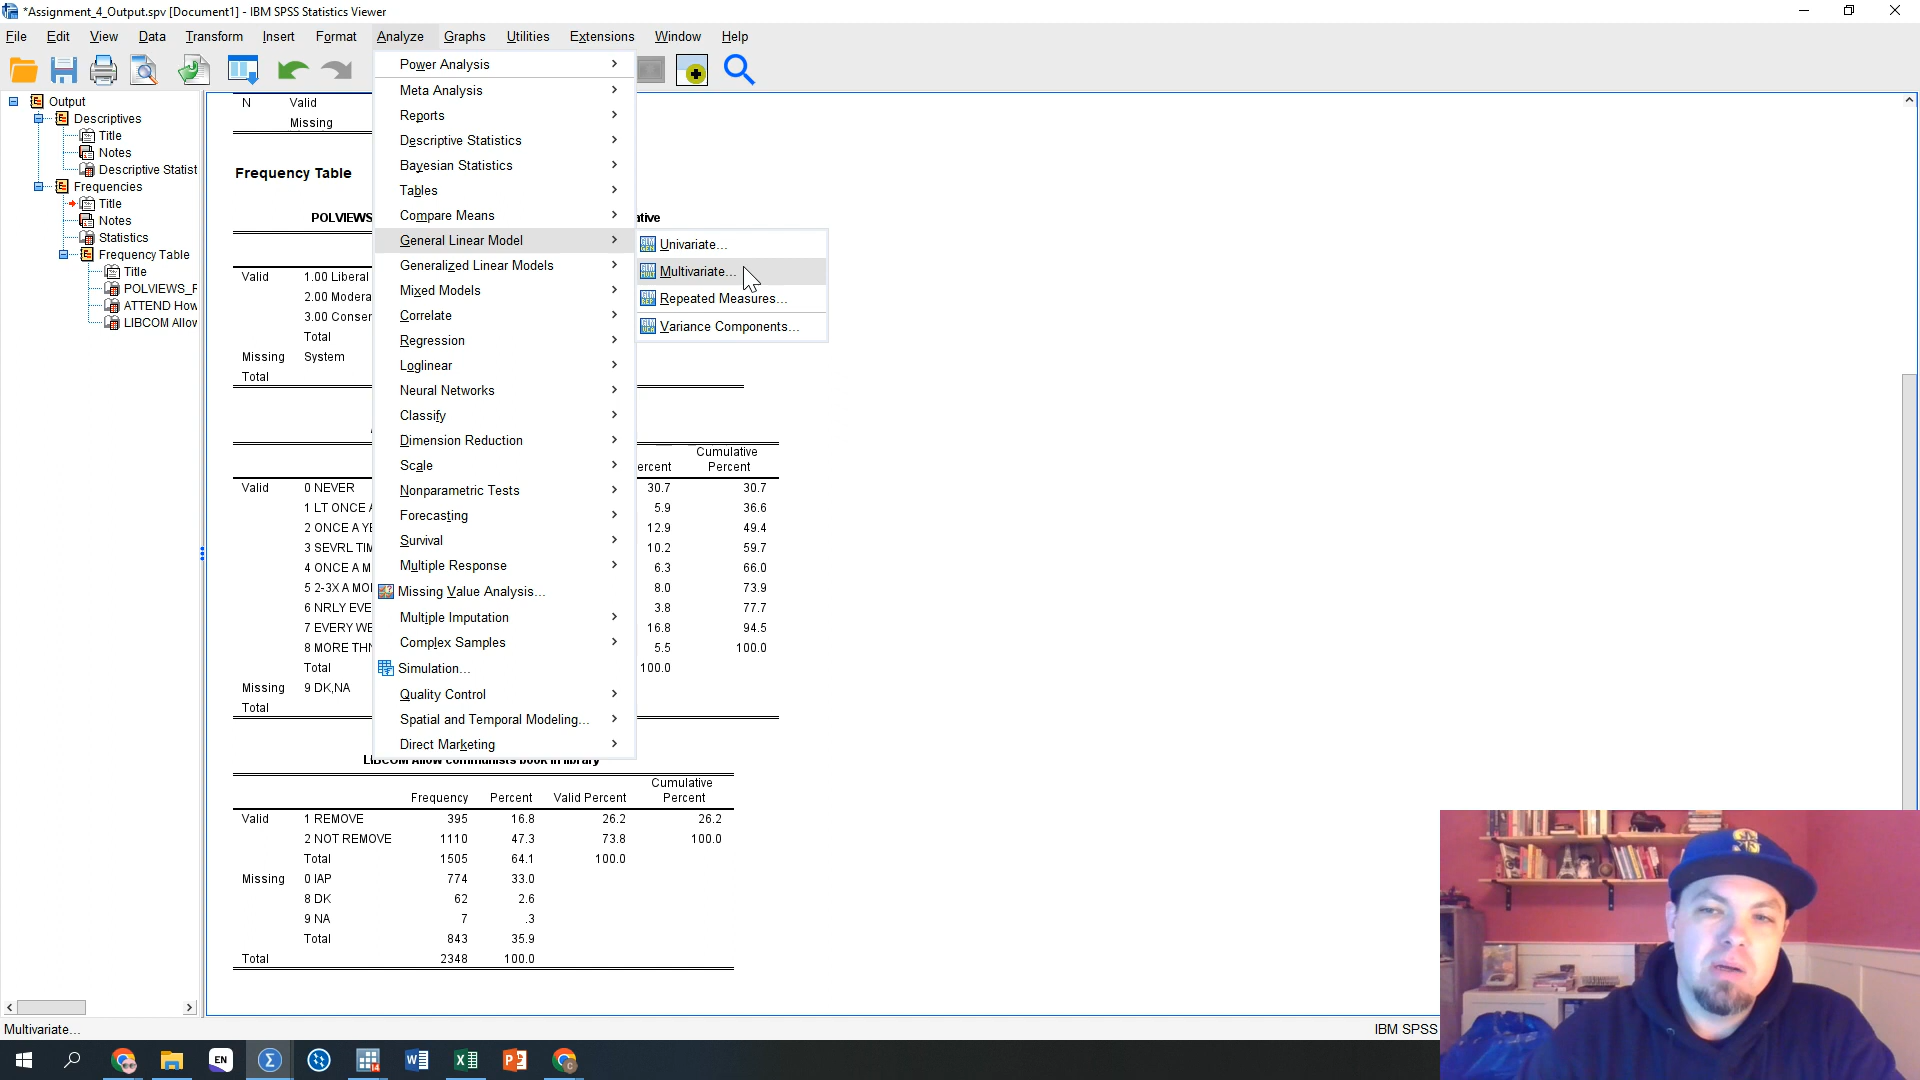 *Assignment_4_Output.spv [Document1] - IBM SPSS Statistics Viewer
File Edit View Data Transform Insert Format Analyze Graphs Utilities Extensions Window Help
Output
Descriptives
Title
Notes
Descriptive Statist
Frequencies
Title
Notes
Statistics
Frequency Table
Title
POLVIEWS_F
ATTEND How
LIBCOM Allow
N Valid
Missing
Frequency Table
POLVIEWS
ative
Valid 1.00 Liberal
2.00 Modera
3.00 Conser
Total
Missing System
Total
Power Analysis
Meta Analysis
Reports
Descriptive Statistics
Bayesian Statistics
Tables
Compare Means
General Linear Model
Generalized Linear Models
Mixed Models
Correlate
Regression
Loglinear
Neural Networks
Classify
Dimension Reduction
Scale
Nonparametric Tests
Forecasting
Survival
Multiple Response
Missing Value Analysis...
Multiple Imputation
Complex Samples
Simulation...
Quality Control
Spatial and Temporal Modeling...
Direct Marketing
Univariate...
Multivariate...
Repeated Measures...
Variance Components...
ercent Cumulative Percent
Valid 0 NEVER 30.7 30.7
1 LT ONCE A 5.9 36.6
2 ONCE A YE 12.9 49.4
3 SEVRL TIM 10.2 59.7
4 ONCE A M 6.3 66.0
5 2-3X A MO 8.0 73.9
6 NRLY EVE 3.8 77.7
7 EVERY WE 16.8 94.5
8 MORE THN 5.5 100.0
Total 100.0
Missing 9 DK,NA
Total
LIBCOM Allow communists book in library
Frequency Percent Valid Percent Cumulative Percent
Valid 1 REMOVE 395 16.8 26.2 26.2
2 NOT REMOVE 1110 47.3 73.8 100.0
Total 1505 64.1 100.0
Missing 0 IAP 774 33.0
8 DK 62 2.6
9 NA 7 .3
Total 843 35.9
Total 2348 100.0
Multivariate...
IBM SPSS
EN